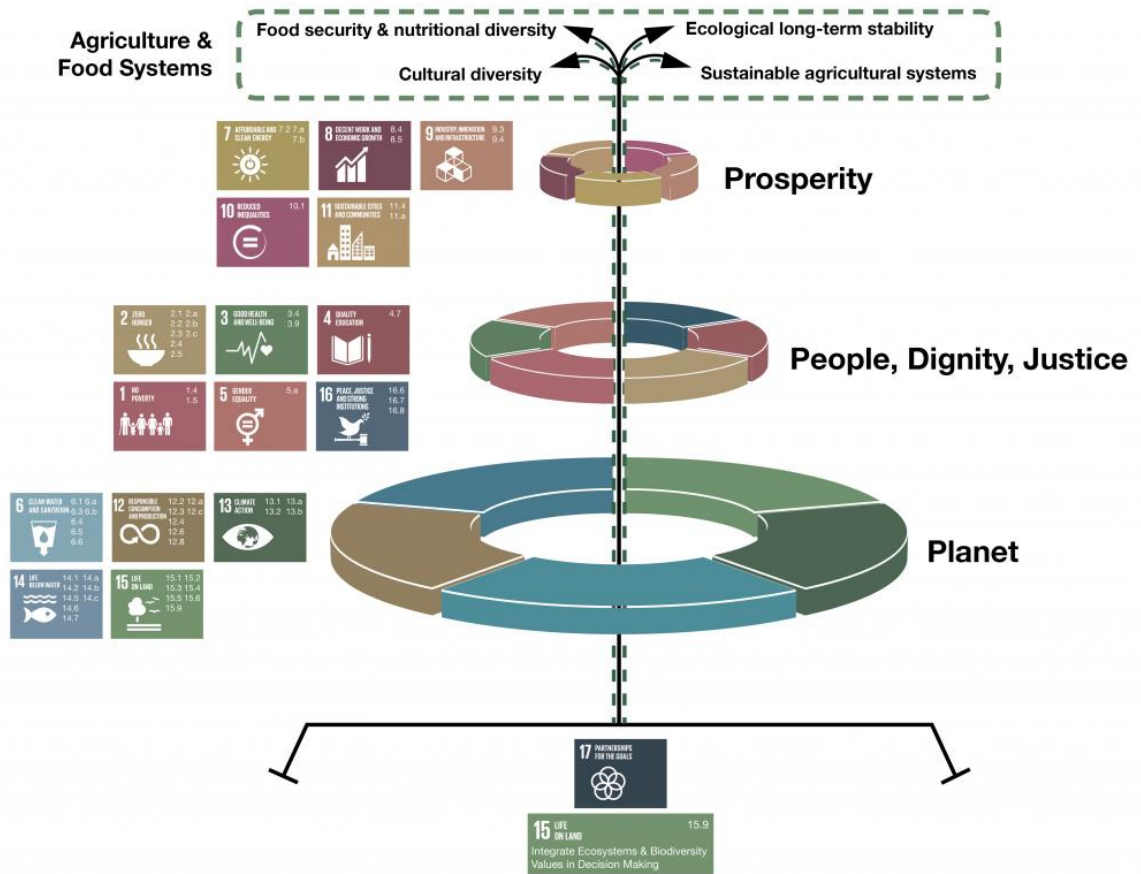 Agriculture &
Food Systems
Food security & nutritional diversity
Ecological long-term stability
Cultural diversity
Sustainable agricultural systems
7 AFFORDABLE AND
CLEAN ENERGY
7.2 7.a
7.b
8 DECENT WORK AND
ECONOMIC GROWTH
8.4
8.5
9 INDUSTRY, INNOVATION
AND INFRASTRUCTURE
9.3
9.4
Prosperity
10 REDUCED
INEQUALITIES
10.1
11 SUSTAINABLE CITIES
AND COMMUNITIES
11.4
11.a
2 ZERO
HUNGER
2.1 2.a
2.2 2.b
2.3 2.c
2.4
2.5
3 GOOD HEALTH
AND WELL-BEING
3.4
3.9
4 QUALITY
EDUCATION
4.7
People, Dignity, Justice
1 NO
POVERTY
1.4
1.5
5 GENDER
EQUALITY
5.a
16 PEACE, JUSTICE
AND STRONG
INSTITUTIONS
16.6
16.7
16.8
6 CLEAN WATER
AND SANITATION
6.1 6.a
6.3 6.b
6.4
6.5
6.6
12 RESPONSIBLE
CONSUMPTION
AND PRODUCTION
12.2 12.a
12.3 12.c
12.4
12.6
12.8
13 CLIMATE
ACTION
13.1 13.a
13.2 13.b
Planet
14 LIFE
BELOW WATER
14.1 14.a
14.2 14.b
14.5 14.c
14.6
14.7
15 LIFE
ON LAND
15.1 15.2
15.3 15.4
15.5 15.6
15.9
17 PARTNERSHIPS
FOR THE GOALS
15 LIFE
ON LAND
15.9
Integrate Ecosystems & Biodiversity
Values in Decision Making